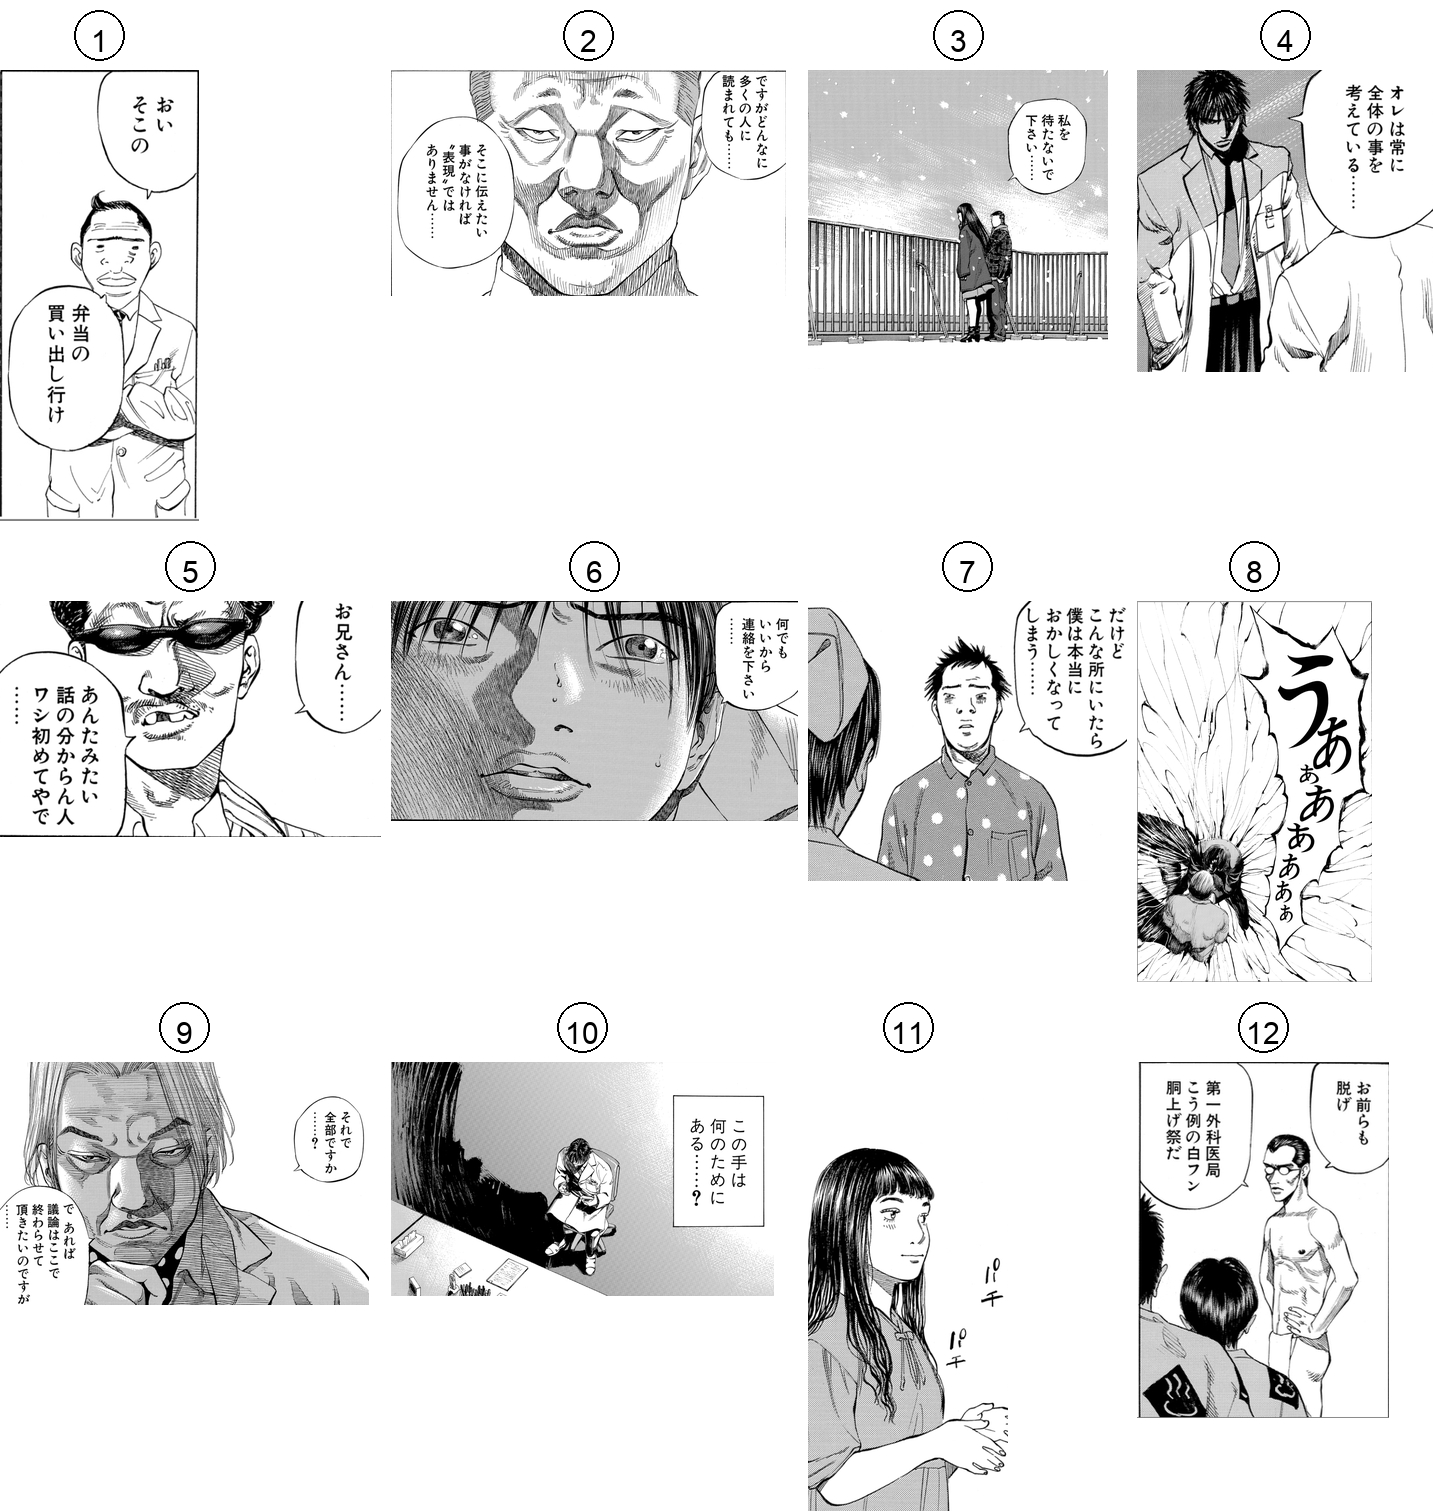 1
おい
そこの
弁当の
買い出し行け
2
ですがどんなに
多くの人に
読まれても……
そこに伝えたい
事がなければ
〝表現〟では
ありません……
3
私を
待たないで
下さい……
4
オレは常に
全体の事を
考えている……
5
お兄さん……
あんたみたい
話の分からん人
ワシ初めてやで
……
6
何でも
いいから
連絡を下さい
……
7
だけど
こんな所にいたら
僕は本当に
おかしくなって
しまう……
8
うぁぁあぁあぁぁ
9
それで
全部ですか
……?
で あれば
議論はここで
終わらせて
頂きたいのですが
……
10
この手は
何のために
ある……?
11
パチ
パチ
12
お前らも
脱げ
第一外科医局
こう例の白フン
胴上げ祭だ